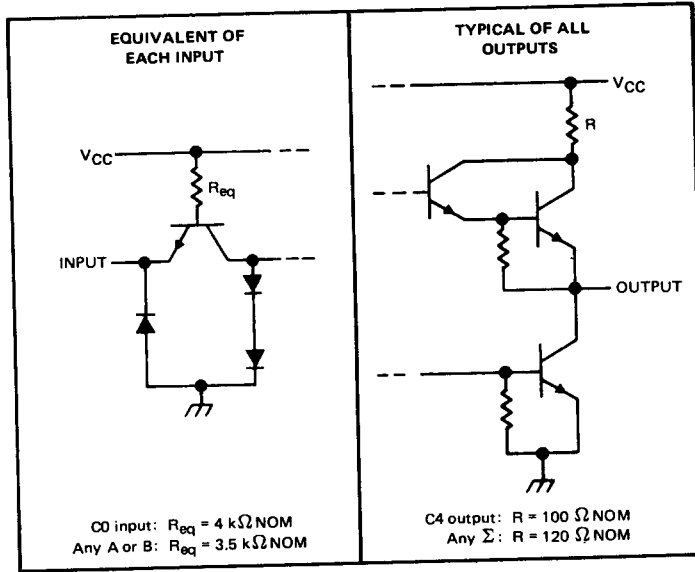 EQUIVALENT OF
EACH INPUT
VCC
Req
INPUT
C0 input: Req = 4 kΩ NOM
Any A or B: Req = 3.5 kΩ NOM
TYPICAL OF ALL
OUTPUTS
VCC
R
OUTPUT
C4 output: R = 100 Ω NOM
Any Σ: R = 120 Ω NOM